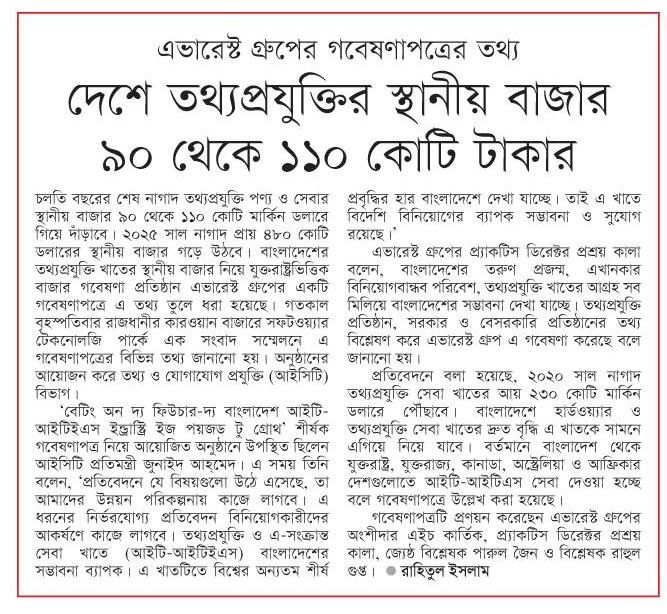 এভারেস্ট গ্রুপের গবেষণাপত্রের তথ্য
দেশে তথ্যপ্রযুক্তির স্থানীয় বাজার
৯০ থেকে ১১০ কোটি টাকার
চলতি বছরের শেষ নাগাদ তথ্যপ্রযুক্তি পণ্য ও সেবার
স্থানীয় বাজার ৯০ থেকে ১১০ কোটি মার্কিন ডলারে
গিয়ে দাঁড়াবে। ২০২৫ সাল নাগাদ প্রায় ৪৮০ কোটি
ডলারের স্থানীয় বাজার গড়ে উঠবে। বাংলাদেশের
তথ্যপ্রযুক্তি খাতের স্থানীয় বাজার নিয়ে যুক্তরাষ্ট্রভিত্তিক
বাজার গবেষণা প্রতিষ্ঠান এভারেস্ট গ্রুপের একটি
গবেষণাপত্রে এ তথ্য তুলে ধরা হয়েছে। গতকাল
বৃহস্পতিবার রাজধানীর কারওয়ান বাজারে সফটওয়্যার
টেকনোলজি পার্কে এক সংবাদ সম্মেলনে এ
গবেষণাপত্রের বিভিন্ন তথ্য জানানো হয়। অনুষ্ঠানের
আয়োজন করে তথ্য ও যোগাযোগ প্রযুক্তি (আইসিটি)
বিভাগ।
‘বেটিং অন দ্য ফিউচার-দ্য বাংলাদেশ আইটি-
আইটিইএস ইন্ডাস্ট্রি ইজ পয়জড টু গ্রোথ’ শীর্ষক
গবেষণাপত্র নিয়ে আয়োজিত অনুষ্ঠানে উপস্থিত ছিলেন
আইসিটি প্রতিমন্ত্রী জুনাইদ আহমেদ। এ সময় তিনি
বলেন, ‘প্রতিবেদনে যে বিষয়গুলো উঠে এসেছে, তা
আমাদের উন্নয়ন পরিকল্পনায় কাজে লাগবে। এ
ধরনের নির্ভরযোগ্য প্রতিবেদন বিনিয়োগকারীদের
আকর্ষণে কাজে লাগবে। তথ্যপ্রযুক্তি ও এ-সংক্রান্ত
সেবা খাতে (আইটি-আইটিইএস) বাংলাদেশের
সম্ভাবনা ব্যাপক। এ খাতটিতে বিশ্বের অন্যতম শীর্ষ
প্রবৃদ্ধির হার বাংলাদেশে দেখা যাচ্ছে। তাই এ খাতে
বিদেশি বিনিয়োগের ব্যাপক সম্ভাবনা ও সুযোগ
রয়েছে।’
এভারেস্ট গ্রুপের প্র্যাকটিস ডিরেক্টর প্রশ্রয় কালা
বলেন, বাংলাদেশের তরুণ প্রজন্ম, এখানকার
বিনিয়োগবান্ধব পরিবেশ, তথ্যপ্রযুক্তি খাতের আগ্রহ সব
মিলিয়ে বাংলাদেশের সম্ভাবনা দেখা যাচ্ছে। তথ্যপ্রযুক্তি
প্রতিষ্ঠান, সরকার ও বেসরকারি প্রতিষ্ঠানের তথ্য
বিশ্লেষণ করে এভারেস্ট গ্রুপ এ গবেষণা করেছে বলে
জানানো হয়।
প্রতিবেদনে বলা হয়েছে, ২০২০ সাল নাগাদ
তথ্যপ্রযুক্তি সেবা খাতের আয় ২৩০ কোটি মার্কিন
ডলারে পৌঁছাবে। বাংলাদেশে হার্ডওয়্যার ও
তথ্যপ্রযুক্তি সেবা খাতের দ্রুত বৃদ্ধি এ খাতকে সামনে
এগিয়ে নিয়ে যাবে। বর্তমানে বাংলাদেশ থেকে
যুক্তরাষ্ট্র, যুক্তরাজ্য, কানাডা, অস্ট্রেলিয়া ও আফ্রিকার
দেশগুলোতে আইটি-আইটিইএস সেবা দেওয়া হচ্ছে
বলে গবেষণাপত্রে উল্লেখ করা হয়েছে।
গবেষণাপত্রটি প্রণয়ন করেছেন এভারেস্ট গ্রুপের
অংশীদার এইচ কার্তিক, প্র্যাকটিস ডিরেক্টর প্রশ্রয়
কালা, জ্যেষ্ঠ বিশ্লেষক পারুল জৈন ও বিশ্লেষক রাহুল
গুপ্ত। ● রাহিতুল ইসলাম